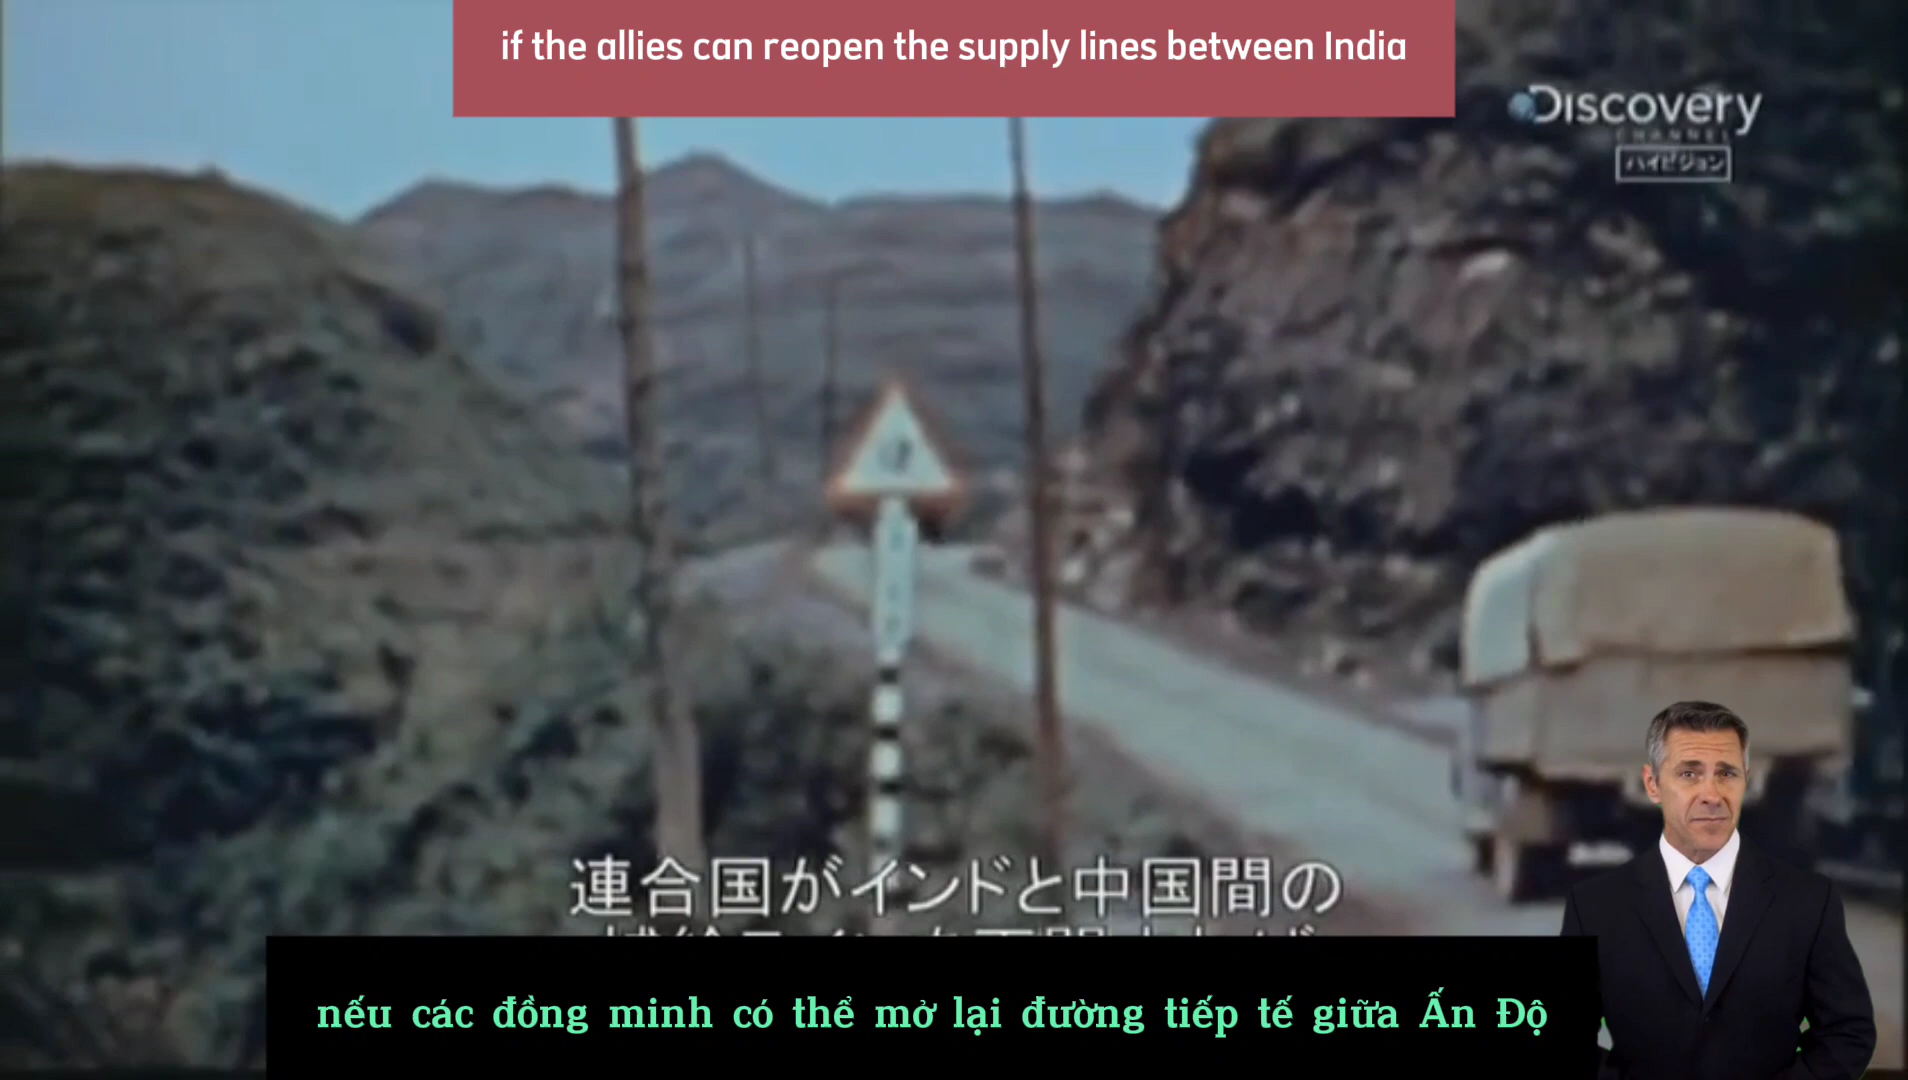 if the allies can reopen the supply lines between India
Discovery
CHANNEL
ハイビジョン
連合国がインドと中国間の
nếu các đồng minh có thể mở lại đường tiếp tế giữa Ấn Độ